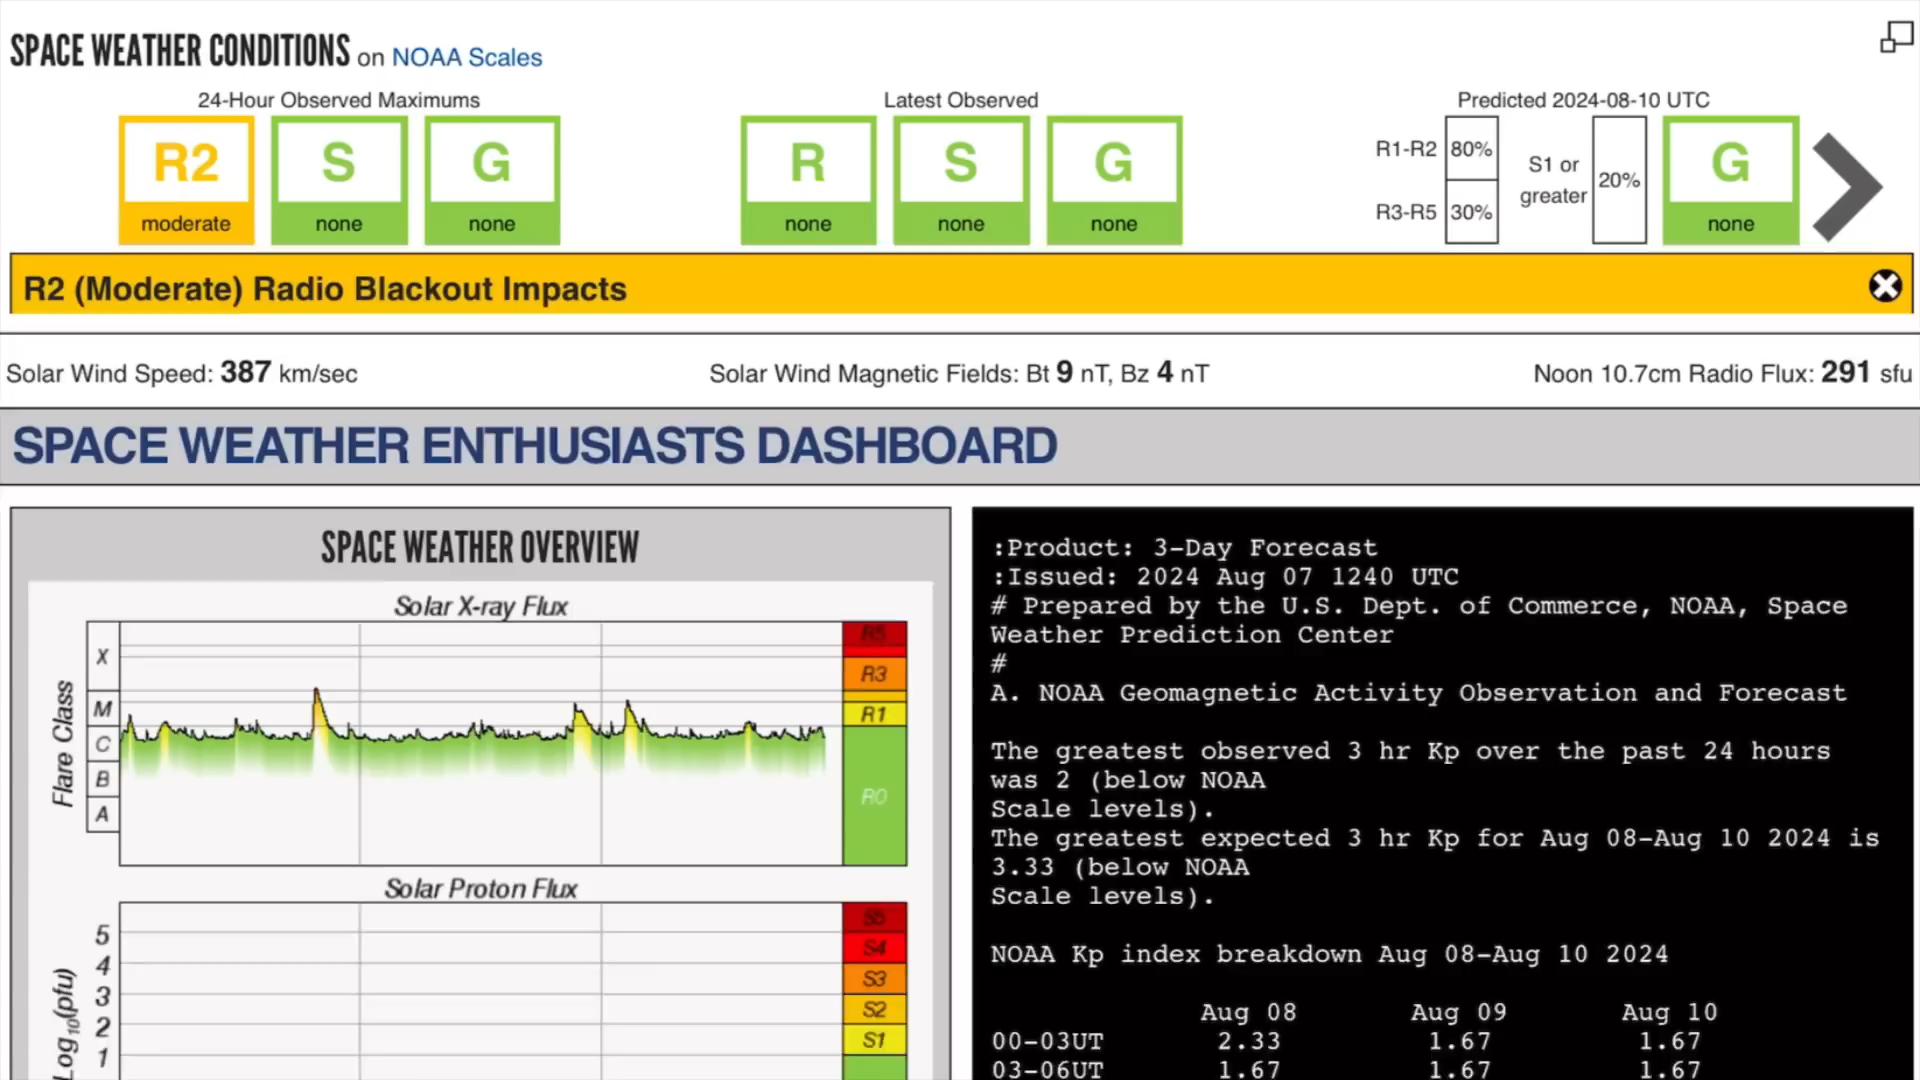 SPACE WEATHER CONDITIONS on NOAA Scales
24-Hour Observed Maximums
R2
moderate
S
none
G
none
Latest Observed
R
none
S
none
G
none
Predicted 2024-08-10 UTC
R1-R2 80%
R3-R5 30%
S1 or
greater
20%
G
none
R2 (Moderate) Radio Blackout Impacts
Solar Wind Speed: 387 km/sec
Solar Wind Magnetic Fields: Bt 9 nT, Bz 4 nT
Noon 10.7cm Radio Flux: 291 sfu
SPACE WEATHER ENTHUSIASTS DASHBOARD
SPACE WEATHER OVERVIEW
Solar X-ray Flux
Flare Class
X
M
C
B
A
R5
R3
R1
R0
Solar Proton Flux
Log10(pfu)
5
4
3
2
1
S5
S4
S3
S2
S1
:Product: 3-Day Forecast
:Issued: 2024 Aug 07 1240 UTC
# Prepared by the U.S. Dept. of Commerce, NOAA, Space
Weather Prediction Center
#
A. NOAA Geomagnetic Activity Observation and Forecast
The greatest observed 3 hr Kp over the past 24 hours
was 2 (below NOAA
Scale levels).
The greatest expected 3 hr Kp for Aug 08-Aug 10 2024 is
3.33 (below NOAA
Scale levels).
NOAA Kp index breakdown Aug 08-Aug 10 2024
Aug 08 Aug 09 Aug 10
00-03UT 2.33 1.67 1.67
03-06UT 1.67 1.67 1.67